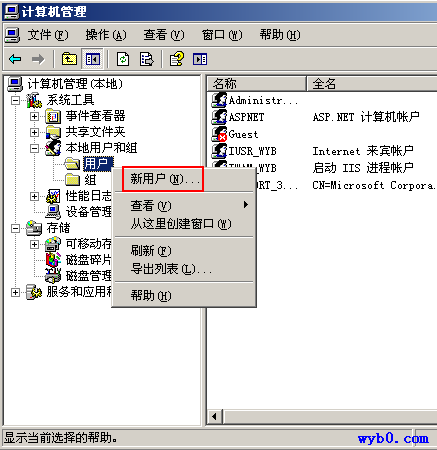 计算机管理
文件(F) 操作(A) 查看(V) 窗口(W) 帮助(H)
计算机管理(本地)
系统工具
事件查看器
共享文件夹
本地用户和组
用户
组
性能日志
设备管理
存储
可移动存
磁盘碎片
磁盘管理
服务和应用程
名称 全名
Administr...
ASPNET ASP.NET 计算机帐户
Guest
IUSR_WYB Internet 来宾帐户
IWAM_WYB 启动 IIS 进程帐户
ORT_3... CN=Microsoft Corpora
新用户(N)...
查看(V)
从这里创建窗口(W)
刷新(F)
导出列表(L)...
帮助(H)
显示当前选择的帮助。
wyb0.com